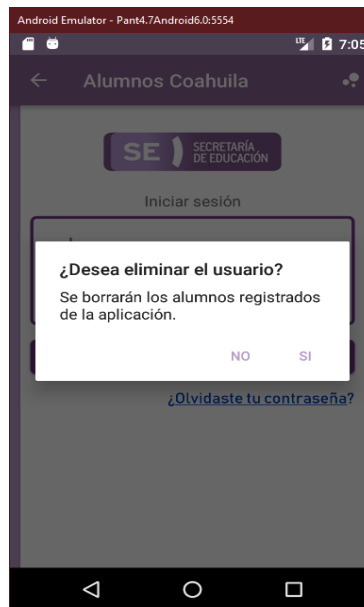 Android Emulator - Pant4.7Android6.0:5554
LTE 7:05
Alumnos Coahuila
SE) SECRETARÍA
DE EDUCACIÓN
Iniciar sesión
¿Desea eliminar el usuario?
Se borrarán los alumnos registrados
de la aplicación.
NO SI
¿Olvidaste tu contraseña?